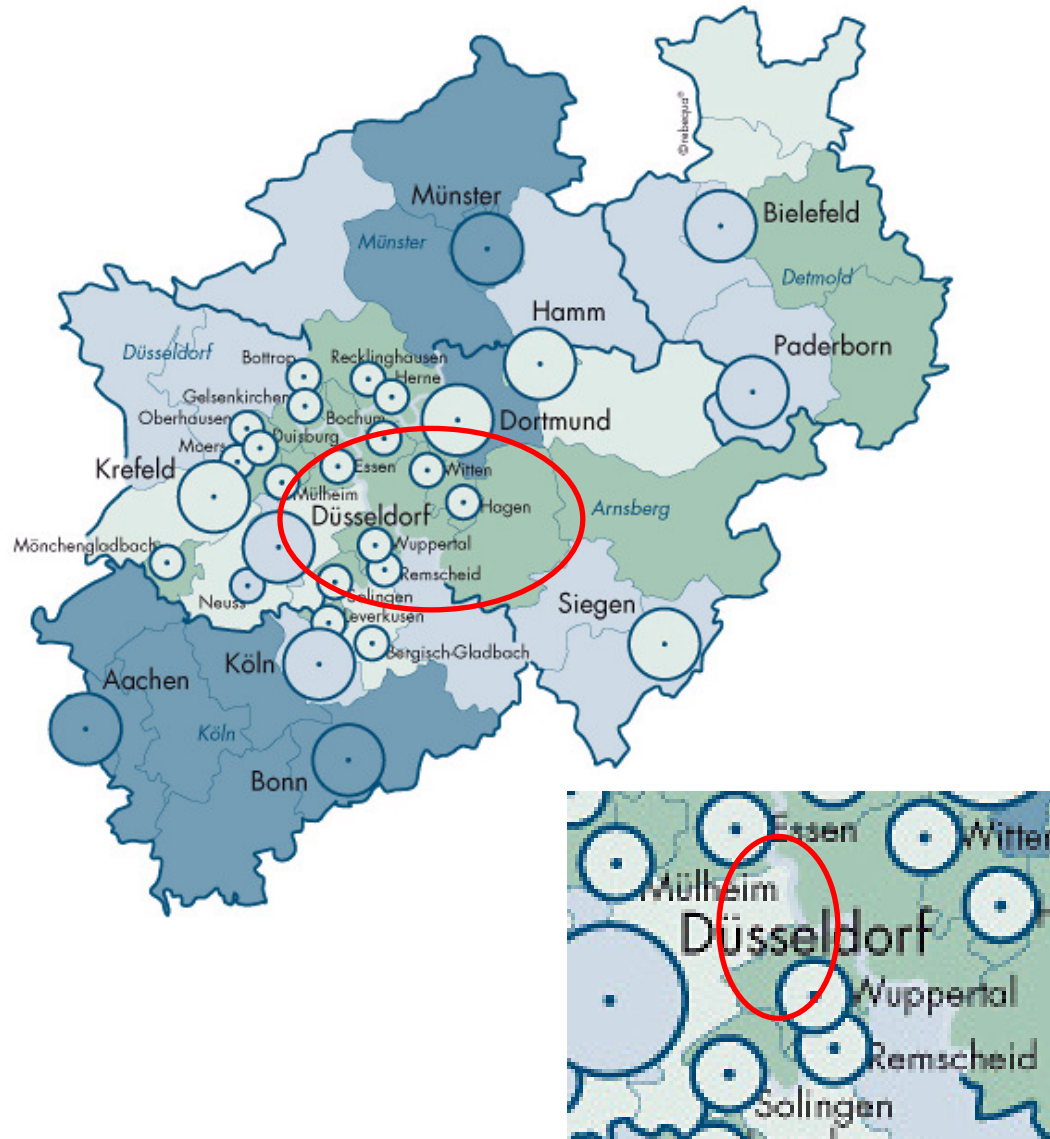 ©rebequa®
Münster
Bielefeld
Münster
Detmold
Hamm
Düsseldorf
Bottrop
Recklinghausen
Paderborn
Herne
Gelsenkirchen
Oberhausen
Bochum
Dortmund
Duisburg
Moers
Krefeld
Essen
Witten
Mülheim
Hagen
Arnsberg
Düsseldorf
Mönchengladbach
Wuppertal
Remscheid
Neuss
Solingen
Siegen
Leverkusen
Köln
Bergisch-Gladbach
Aachen
Köln
Bonn
Essen
Witten
Mülheim
Düsseldorf
Wuppertal
Remscheid
Solingen